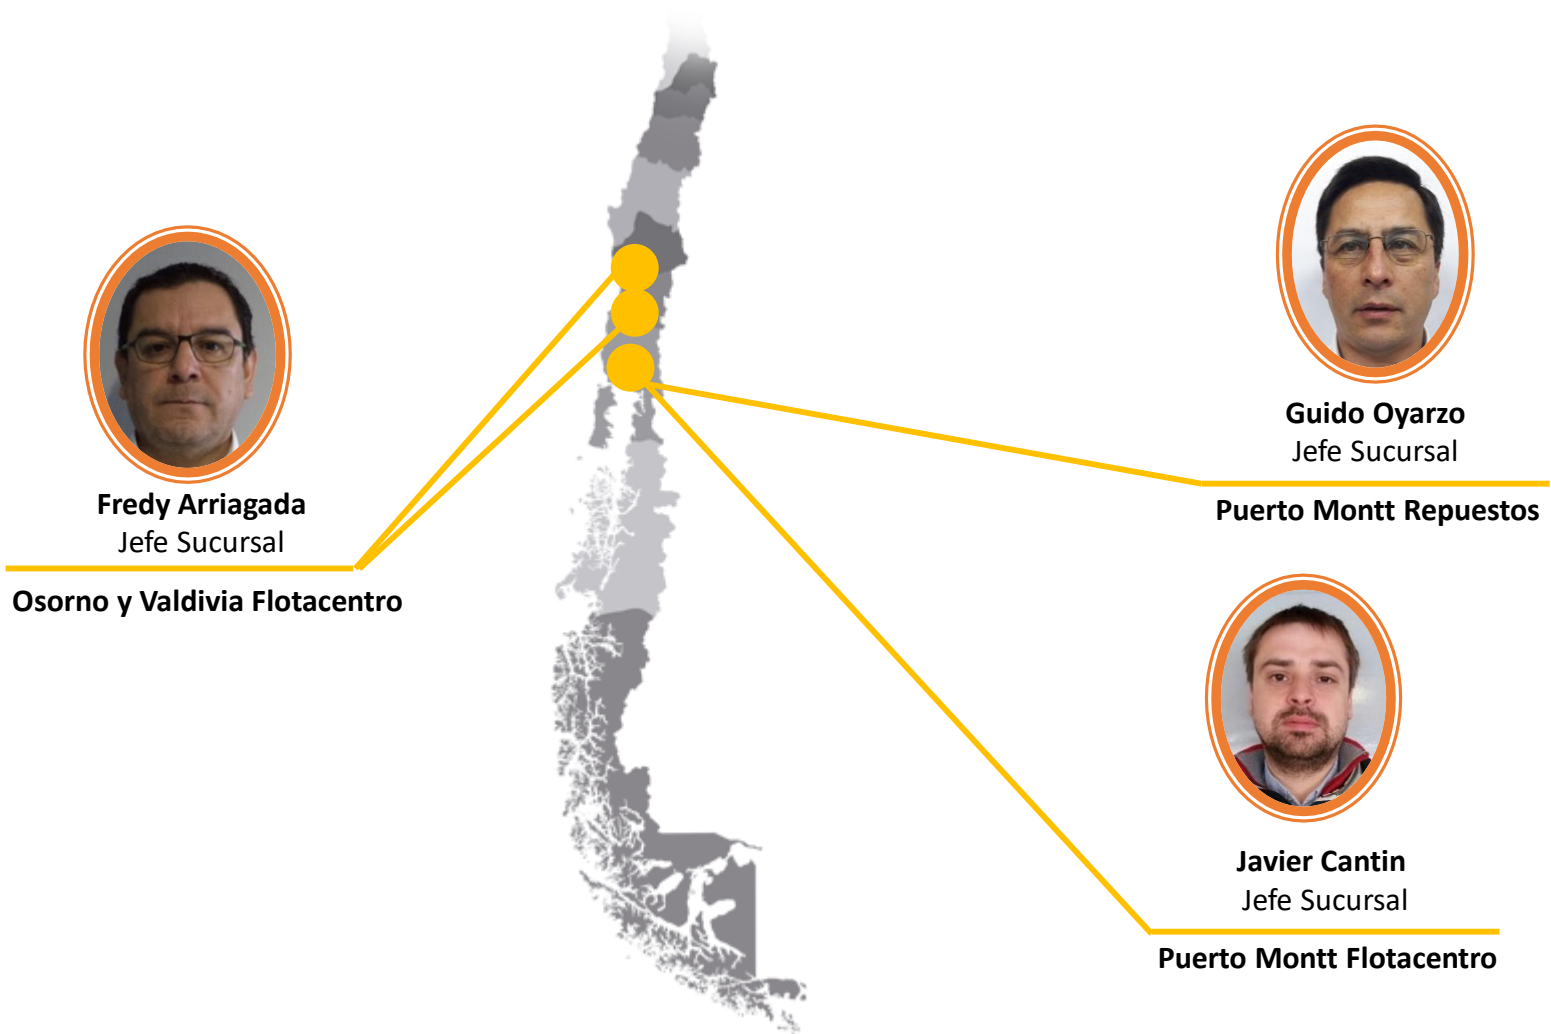 Fredy Arriagada
Jefe Sucursal
Osorno y Valdivia Flotacentro
Guido Oyarzo
Jefe Sucursal
Puerto Montt Repuestos
Javier Cantin
Jefe Sucursal
Puerto Montt Flotacentro